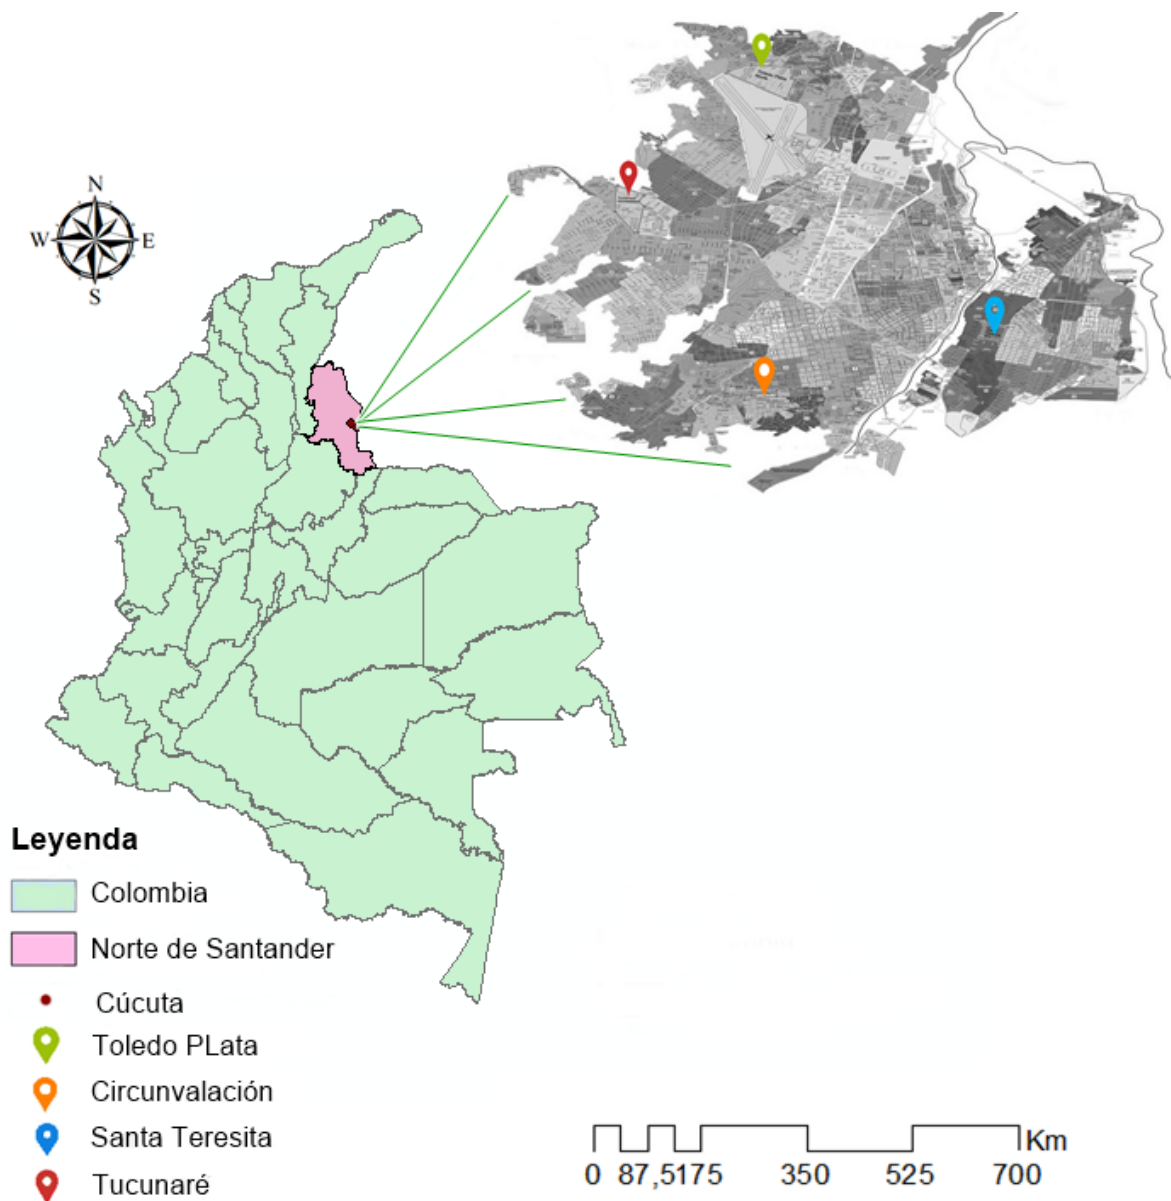 N
W E
S
Leyenda
Colombia
Norte de Santander
Cúcuta
Toledo PLata
Circunvalación
Santa Teresita
Tucunaré
Km
0 87,5175 350 525 700